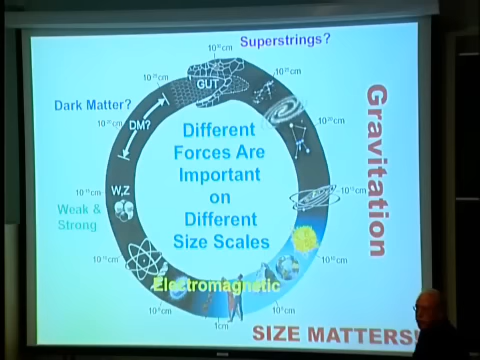 Superstrings?
GUT
Dark Matter?
DM?
Different
Forces Are
Important
on
Different
Size Scales
W,Z
Weak &
Strong
Gravitation
Electromagnetic
1cm
SIZE MATTERS!